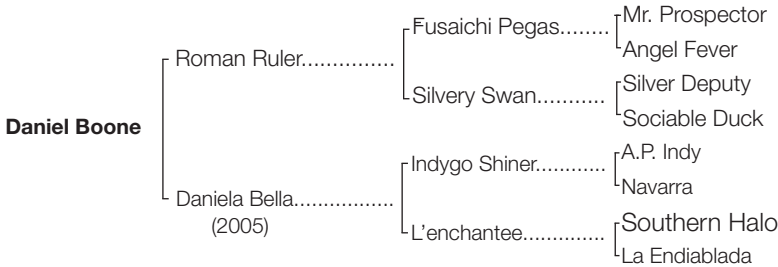 Mr. Prospector
Fusaichi Pegas........
Angel Fever
Roman Ruler...............
Silver Deputy
Silvery Swan...........
Sociable Duck
Daniel Boone
A.P. Indy
Indygo Shiner............
Navarra
Daniela Bella.................
(2005)
Southern Halo
L'enchantee..............
La Endiablada